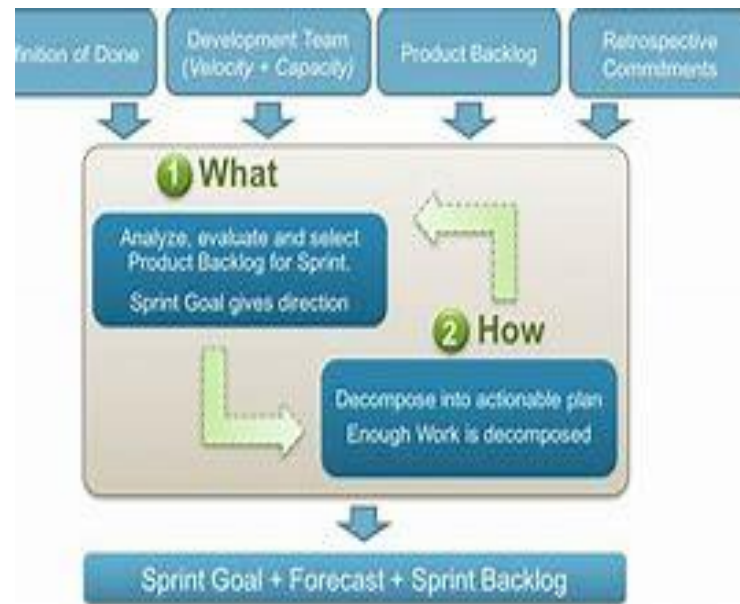 finition of Done
Development Team
(Velocity + Capacity)
Product Backlog
Retrospective
Commitments
1 What
Analyze, evaluate and select
Product Backlog for Sprint.
Sprint Goal gives direction
2 How
Decompose into actionable plan
Enough Work is decomposed
Sprint Goal + Forecast + Sprint Backlog